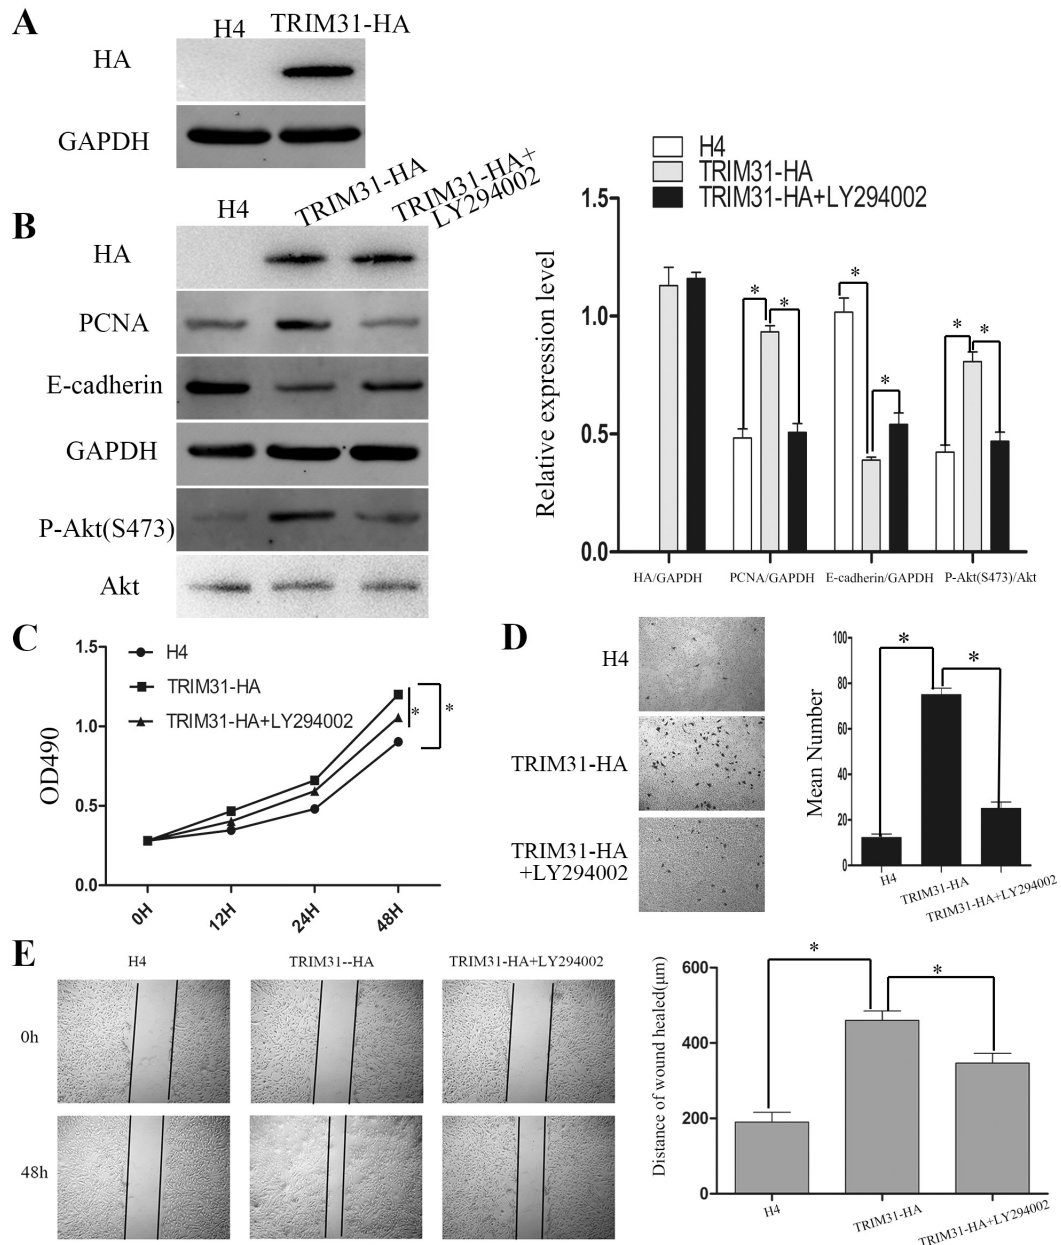 A
H4
TRIM31-HA
HA
GAPDH
B
H4
TRIM31-HA
TRIM31-HA+
LY294002
HA
PCNA
E-cadherin
GAPDH
P-Akt(S473)
Akt
H4
TRIM31-HA
TRIM31-HA+LY294002
Relative expression level
1.5
1.0
0.5
0.0
* * * * * *
HA/GAPDH
PCNA/GAPDH
E-cadherin/GAPDH
P-Akt(S473)/Akt
C
OD490
1.5
1.0
0.5
0.0
H4
TRIM31-HA
TRIM31-HA+LY294002
* *
0H
12H
24H
48H
D
H4
TRIM31-HA
TRIM31-HA
+LY294002
Mean Number
100
80
60
40
20
0
* *
H4
TRIM31-HA
TRIM31-HA+LY294002
E
H4
TRIM31--HA
TRIM31-HA+LY294002
0h
48h
Distance of wound healed(μm)
600
400
200
0
* *
H4
TRIM31-HA
TRIM31-HA+LY294002